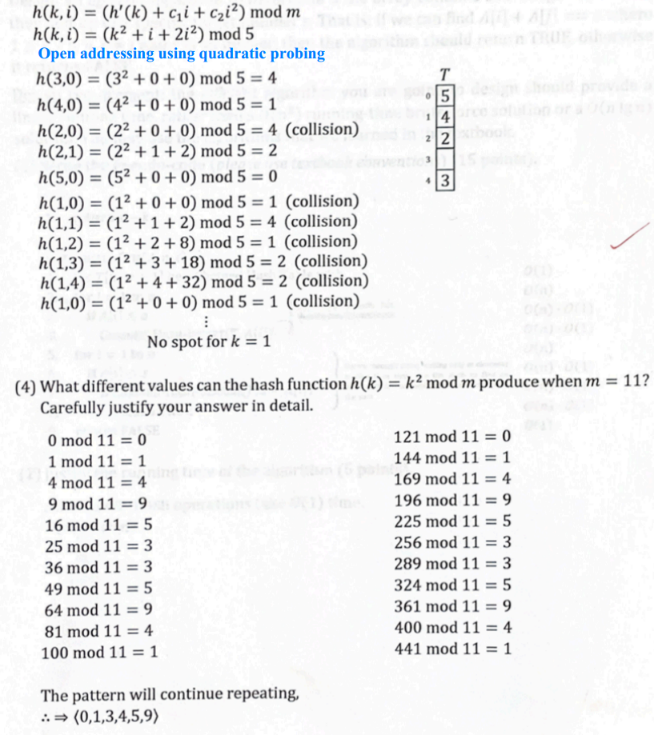 h(k, i) = (h′(k) + c₁i + c₂i²) mod m
h(k, i) = (k² + i + 2i²) mod 5
Open addressing using quadratic probing
h(3,0) = (3² + 0 + 0) mod 5 = 4
h(4,0) = (4² + 0 + 0) mod 5 = 1
h(2,0) = (2² + 0 + 0) mod 5 = 4 (collision)
h(2,1) = (2² + 1 + 2) mod 5 = 2
h(5,0) = (5² + 0 + 0) mod 5 = 0
h(1,0) = (1² + 0 + 0) mod 5 = 1 (collision)
h(1,1) = (1² + 1 + 2) mod 5 = 4 (collision)
h(1,2) = (1² + 2 + 8) mod 5 = 1 (collision)
h(1,3) = (1² + 3 + 18) mod 5 = 2 (collision)
h(1,4) = (1² + 4 + 32) mod 5 = 2 (collision)
h(1,0) = (1² + 0 + 0) mod 5 = 1 (collision)
⋮
No spot for k = 1
T
0 5
1 4
2 2
3
4 3
(4) What different values can the hash function h(k) = k² mod m produce when m = 11?
Carefully justify your answer in detail.
0 mod 11 = 0
1 mod 11 = 1
4 mod 11 = 4
9 mod 11 = 9
16 mod 11 = 5
25 mod 11 = 3
36 mod 11 = 3
49 mod 11 = 5
64 mod 11 = 9
81 mod 11 = 4
100 mod 11 = 1
121 mod 11 = 0
144 mod 11 = 1
169 mod 11 = 4
196 mod 11 = 9
225 mod 11 = 5
256 mod 11 = 3
289 mod 11 = 3
324 mod 11 = 5
361 mod 11 = 9
400 mod 11 = 4
441 mod 11 = 1
The pattern will continue repeating,
∴ ⇒ ⟨0,1,3,4,5,9⟩